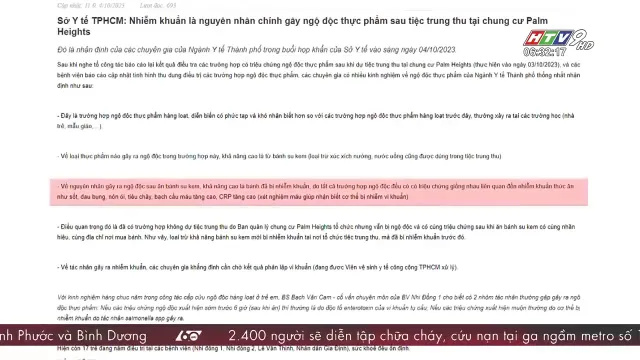 Cập nhật: 11 9/10/2023 Lượt đọc: 695
Sở Y tế TPHCM: Nhiễm khuẩn là nguyên nhân chính gây ngộ độc thực phẩm sau tiệc trung thu tại chung cư Palm
Heights
Đó là nhận định của các chuyên gia của Ngành Y tế Thành phố trong buổi họp khẩn của Sở Y tế vào sáng ngày 04/10/2023.
Sau khi nghe tổ công tác báo cáo lại kết quả điều tra các trường hợp có triệu chứng ngộ độc thực phẩm sau khi dự tiệc trung thu tại chung cư Palm Heights (thực hiện vào ngày 03/10/2023), và các
bệnh viện báo cáo cập nhật tình hình thu dung điều trị các trường hợp ngộ độc thực phẩm, các chuyên gia có nhiều kinh nghiệm về ngộ độc thực phẩm của Ngành Y tế Thành phố thống nhất nhận
định như sau:
- Đây là trường hợp ngộ độc thực phẩm hàng loạt, diễn biến có phức tạp và khó nhận biết hơn so với các trường hợp ngộ độc thực phẩm hàng loạt trước đây, thường xảy ra tại các trường học (nhà
trẻ, mẫu giáo,…).
- Về loại thực phẩm nào gây ra ngộ độc trong trường hợp này, khả năng cao là từ bánh su kem (loại trừ xúc xích nướng, nước uống cũng được dùng trong tiệc trung thu)
- Về nguyên nhân gây ra ngộ độc sau ăn bánh su kem, khả năng cao là bánh đã bị nhiễm khuẩn, do tất cả trường hợp ngộ độc đều có có triệu chứng giống nhau liên quan đến nhiễm khuẩn thức ăn
như sốt, đau bụng, nôn ói, tiêu chảy, bạch cầu máu tăng cao, CRP tăng cao (xét nghiệm máu giúp nhận biết cơ thể bị nhiễm vi khuẩn)
- Điều quan trọng đó là đã có trường hợp không dự tiệc trung thu do Ban quản lý chung cư Palm Heights tổ chức nhưng vẫn bị ngộ độc và có cùng triệu chứng sau khi ăn bánh su kem có cùng nhãn
hiệu, cùng địa chỉ nơi mua bánh. Như vậy, loại trừ khả năng bánh su kem mới bị nhiễm khuẩn tại nơi tổ chức tiệc trung thu, mà đã bị nhiễm khuẩn trước đó.
- Về tác nhân gây ra nhiễm khuẩn, các chuyên gia khẳng định cần chờ kết quả phân lập vi khuẩn (đang được Viện vệ sinh y tế công cộng TPHCM xử lý).
Với kinh nghiệm hàng chục năm trong công tác cấp cứu ngộ độc hàng loạt ở trẻ em, BS Bạch Văn Cam - cố vấn chuyên môn của BV Nhi Đồng 1 cho biết có 2 nhóm tác nhân thường gặp gây ra ngộ
độc thực phẩm: Nếu các triệu chứng ngộ độc xuất hiện sớm trước 6 giờ (sau khi ăn) thì thường là do độc tố enterotoxin của vi khuẩn tụ cầu; Nếu các triệu chứng xuất hiện muộn thường do cơ thể bị
nhiễm khuẩn do tác nhân salmonella spp gây ra.
Hiện còn 17 trẻ đang nằm điều trị tại các bệnh viện (Nhi đồng 1, Nhi đồng 2, Lê Văn Thịnh, Nhân dân Gia Định), sức khoẻ đều ổn định.
HTV9 HD
06:32:17
nh Phước và Bình Dương 60 2.400 người sẽ diễn tập chữa cháy, cứu nạn tại ga ngầm metro số 1